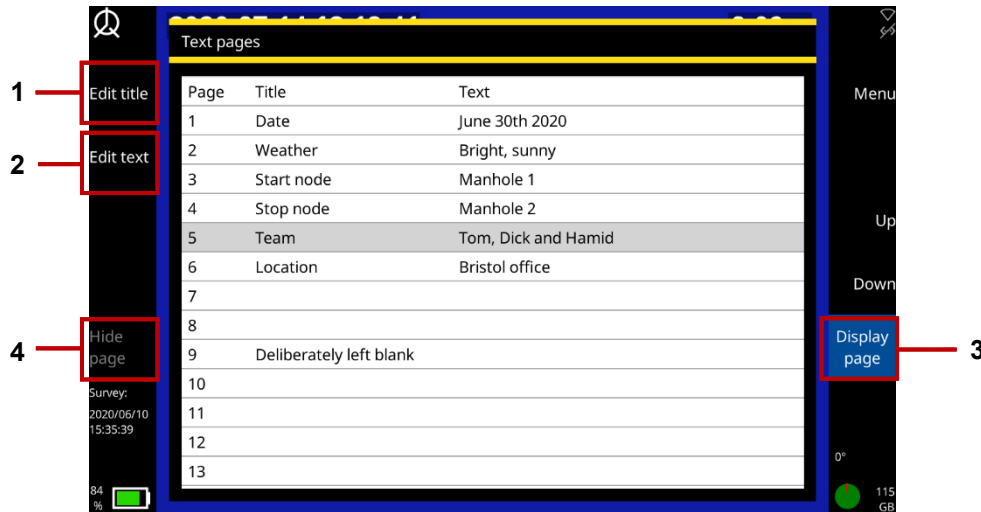 Text pages
1
Edit title
2
Edit text
4
Hide
page
Survey:
2020/06/10
15:35:39
84
%
Page Title Text
1 Date June 30th 2020
2 Weather Bright, sunny
3 Start node Manhole 1
4 Stop node Manhole 2
5 Team Tom, Dick and Hamid
6 Location Bristol office
7
8
9 Deliberately left blank
10
11
12
13
Menu
Up
Down
Display
page
3
0°
115
GB